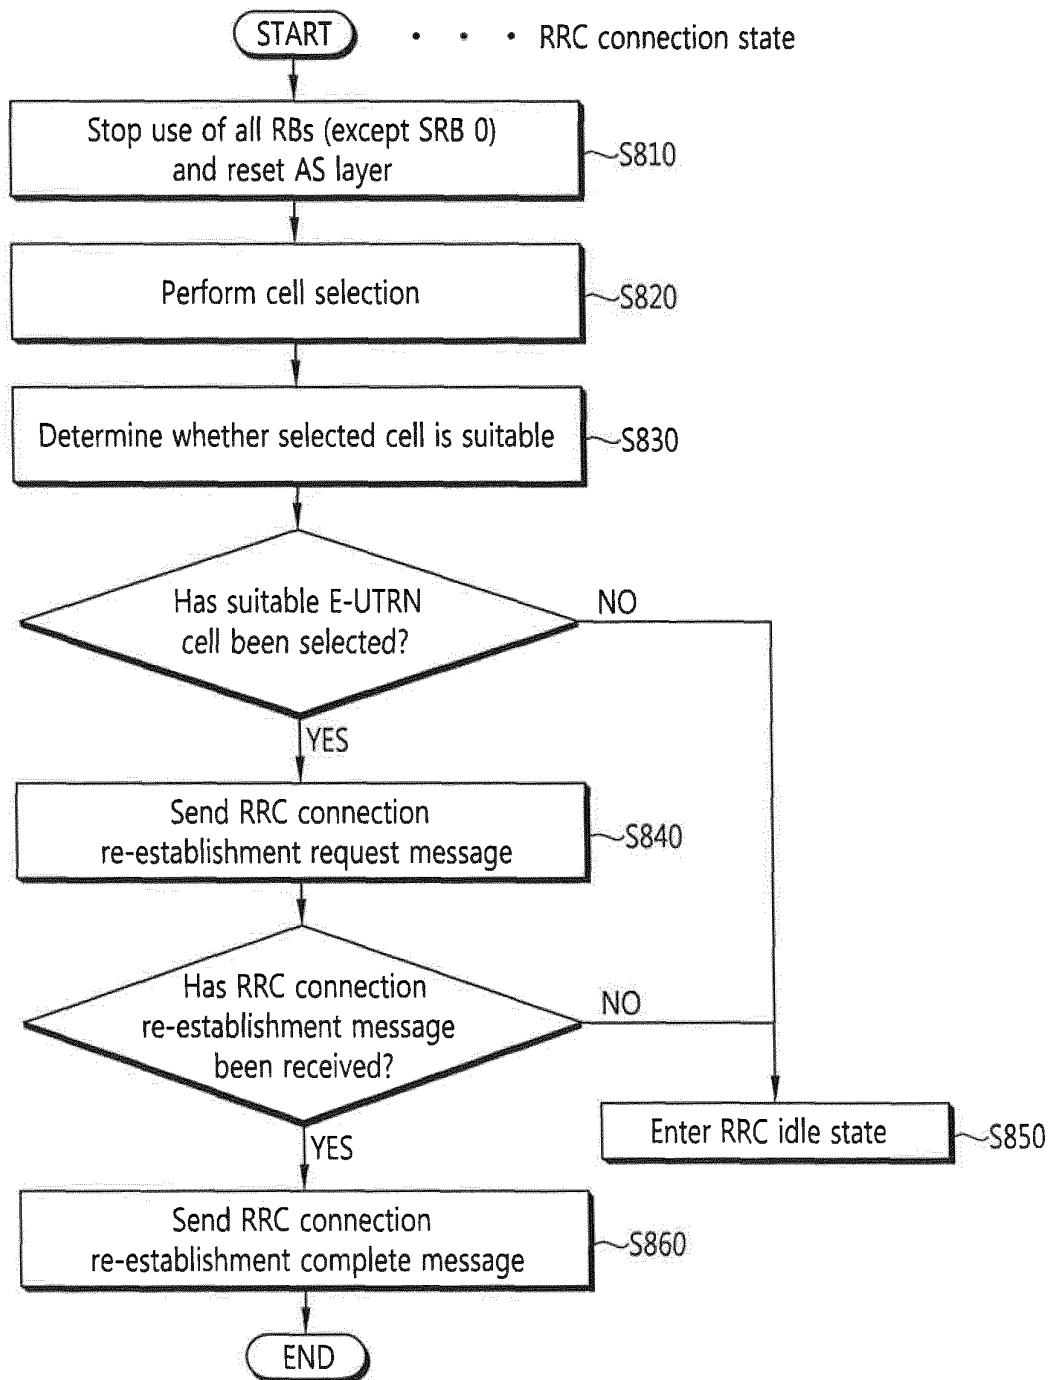 START
• • • RRC connection state
Stop use of all RBs (except SRB 0)
and reset AS layer
S810
Perform cell selection
S820
Determine whether selected cell is suitable
S830
Has suitable E-UTRN
cell been selected?
NO
YES
Send RRC connection
re-establishment request message
S840
Has RRC connection
re-establishment message
been received?
NO
YES
Enter RRC idle state
S850
Send RRC connection
re-establishment complete message
S860
END